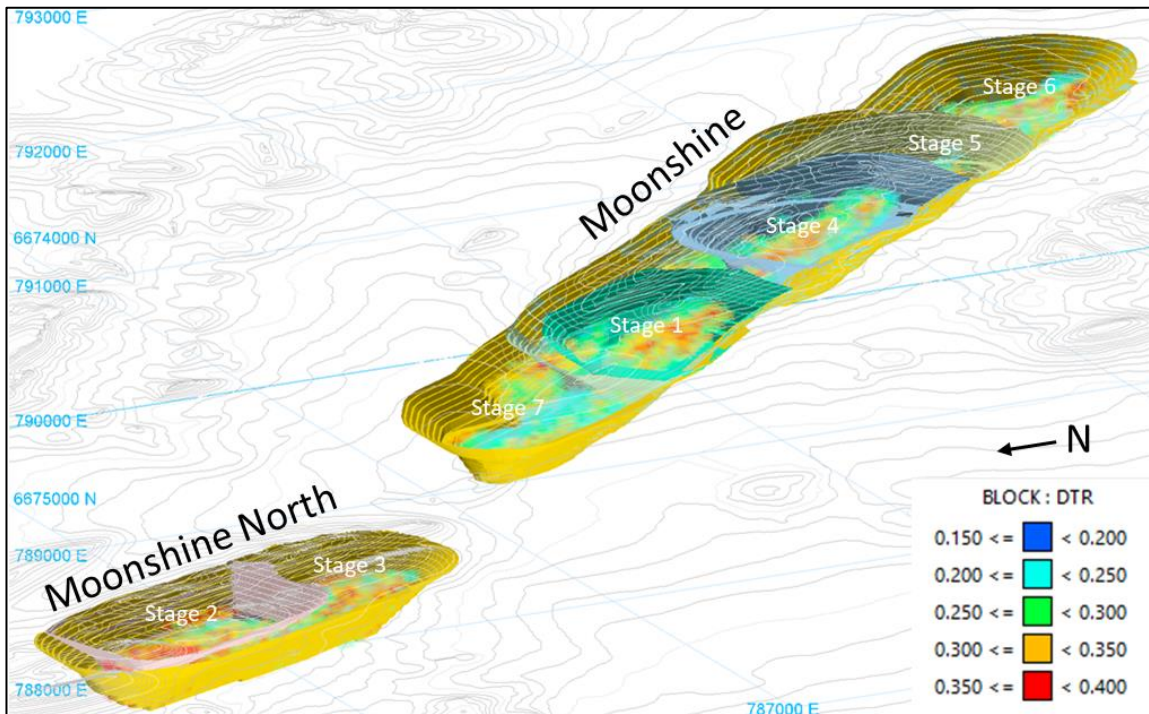 793000 E
792000 E
6674000 N
791000 E
790000 E
6675000 N
789000 E
788000 E
787000 E
Moonshine
Stage 6
Stage 5
Stage 4
Stage 1
Stage 7
Moonshine North
Stage 3
Stage 2
N
BLOCK : DTR
0.150 <= < 0.200
0.200 <= < 0.250
0.250 <= < 0.300
0.300 <= < 0.350
0.350 <= < 0.400